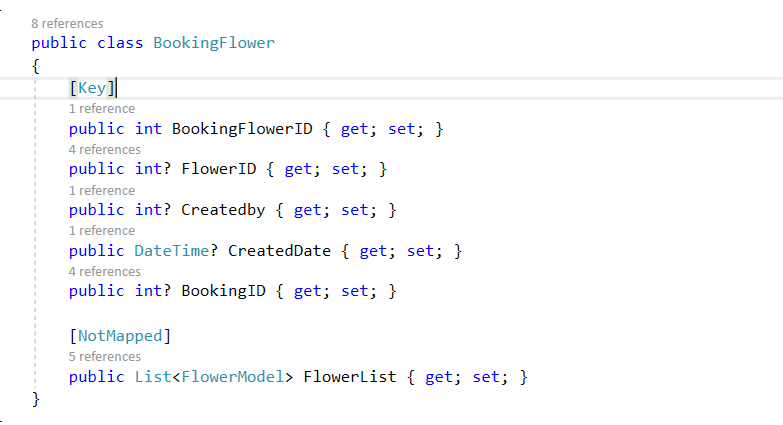 8 references
public class BookingFlower
{
[Key]
1 reference
public int BookingFlowerID { get; set; }
4 references
public int? FlowerID { get; set; }
1 reference
public int? Createdby { get; set; }
1 reference
public DateTime? CreatedDate { get; set; }
4 references
public int? BookingID { get; set; }
[NotMapped]
5 references
public List<FlowerModel> FlowerList { get; set; }
}